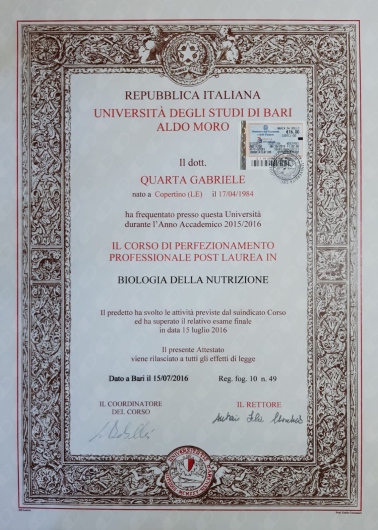 REPUBBLICA ITALIANA
UNIVERSITÀ DEGLI STUDI DI BARI
ALDO MORO
Il dott.
QUARTA GABRIELE
nato a Copertino (LE) il 17/04/1984
ha frequentato presso questa Università
durante l'Anno Accademico 2015/2016
IL CORSO DI PERFEZIONAMENTO
PROFESSIONALE POST LAUREA IN
BIOLOGIA DELLA NUTRIZIONE
Il predetto ha svolto le attività previste dal suindicato Corso
ed ha superato il relativo esame finale
in data 15 luglio 2016
Il presente Attestato
viene rilasciato a tutti gli effetti di legge
Dato a Bari il 15/07/2016 Reg. fog. 10 n. 49
IL COORDINATORE
DEL CORSO
IL RETTORE